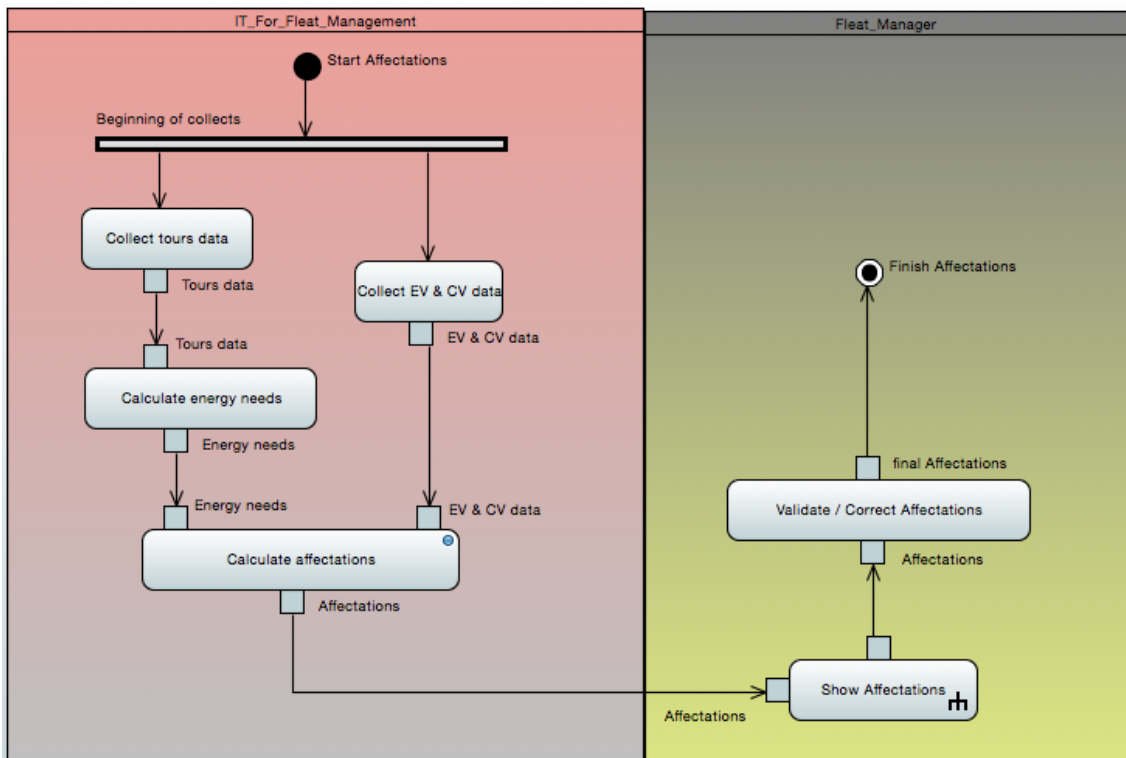 IT_For_Fleat_Management
Fleat_Manager
Start Affectations
Beginning of collects
Collect tours data
Tours data
Collect EV & CV data
EV & CV data
Tours data
Calculate energy needs
Energy needs
Energy needs
EV & CV data
Calculate affectations
Affectations
Finish Affectations
final Affectations
Validate / Correct Affectations
Affectations
Show Affectations
Affectations